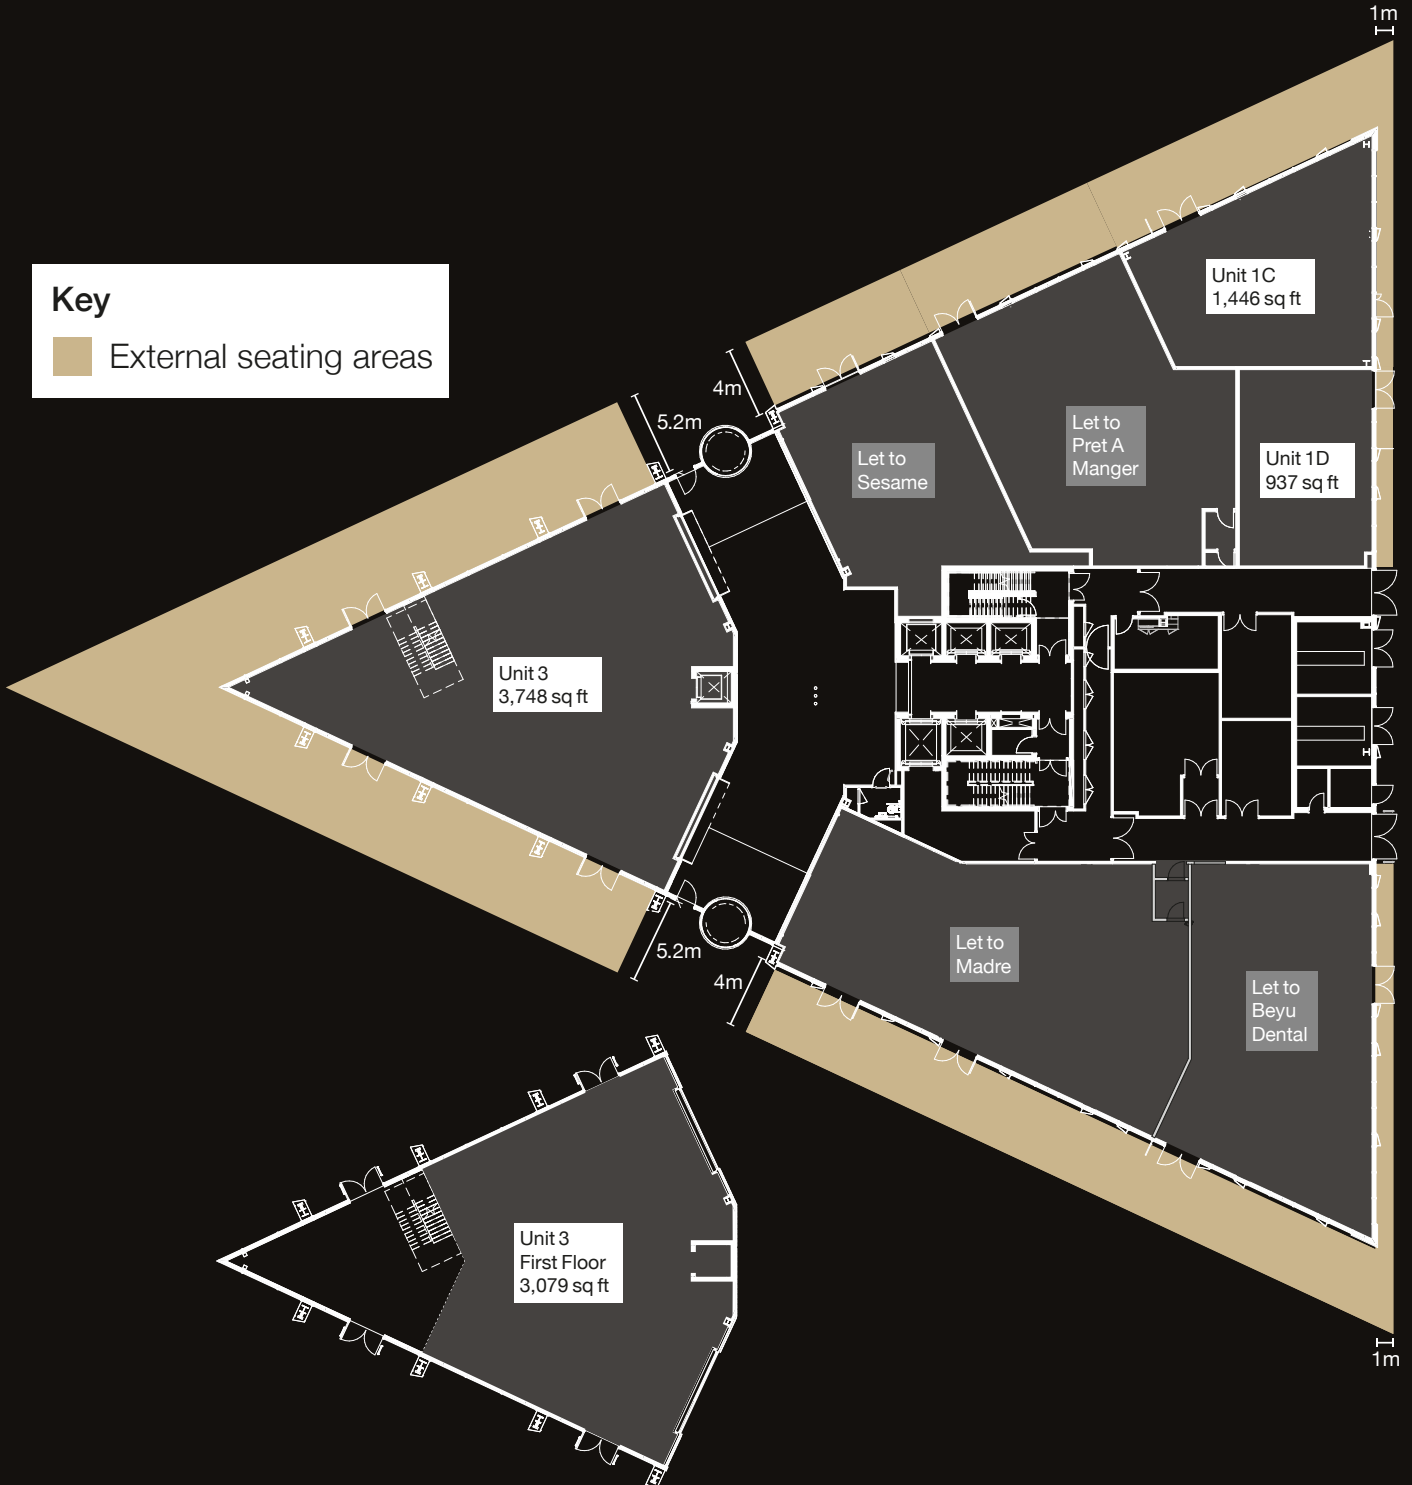 1m
Key
External seating areas
Unit 1C
1,446 sq ft
4m
5.2m
Let to
Pret A
Manger
Let to
Sesame
Unit 1D
937 sq ft
Unit 3
3,748 sq ft
5.2m
4m
Let to
Madre
Let to
Beyu
Dental
Unit 3
First Floor
3,079 sq ft
1m